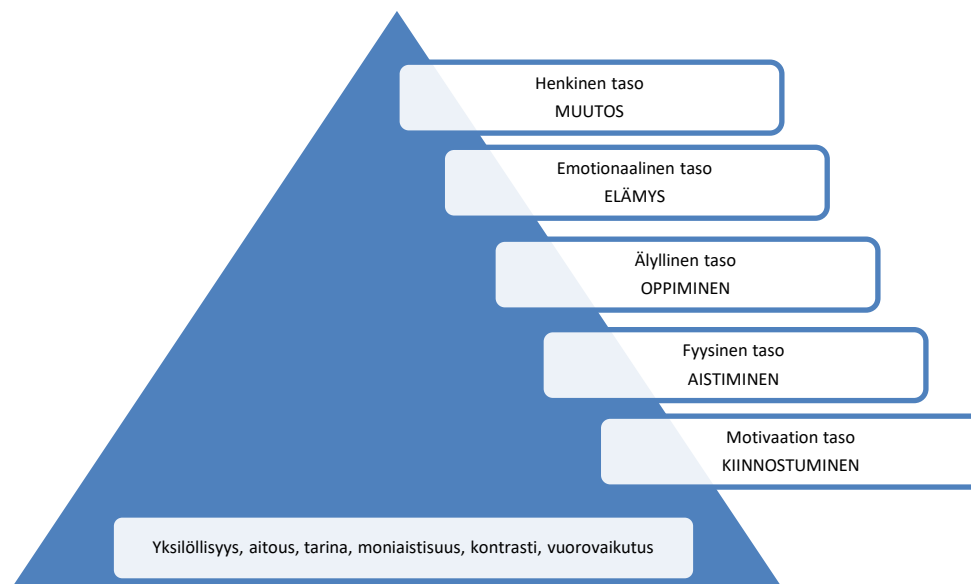 Henkinen taso
MUUTOS
Emotionaalinen taso
ELÄMYS
Älyllinen taso
OPPIMINEN
Fyysinen taso
AISTIMINEN
Motivaation taso
KIINNOSTUMINEN
Yksilöllisyys, aitous, tarina, moniaistisuus, kontrasti, vuorovaikutus